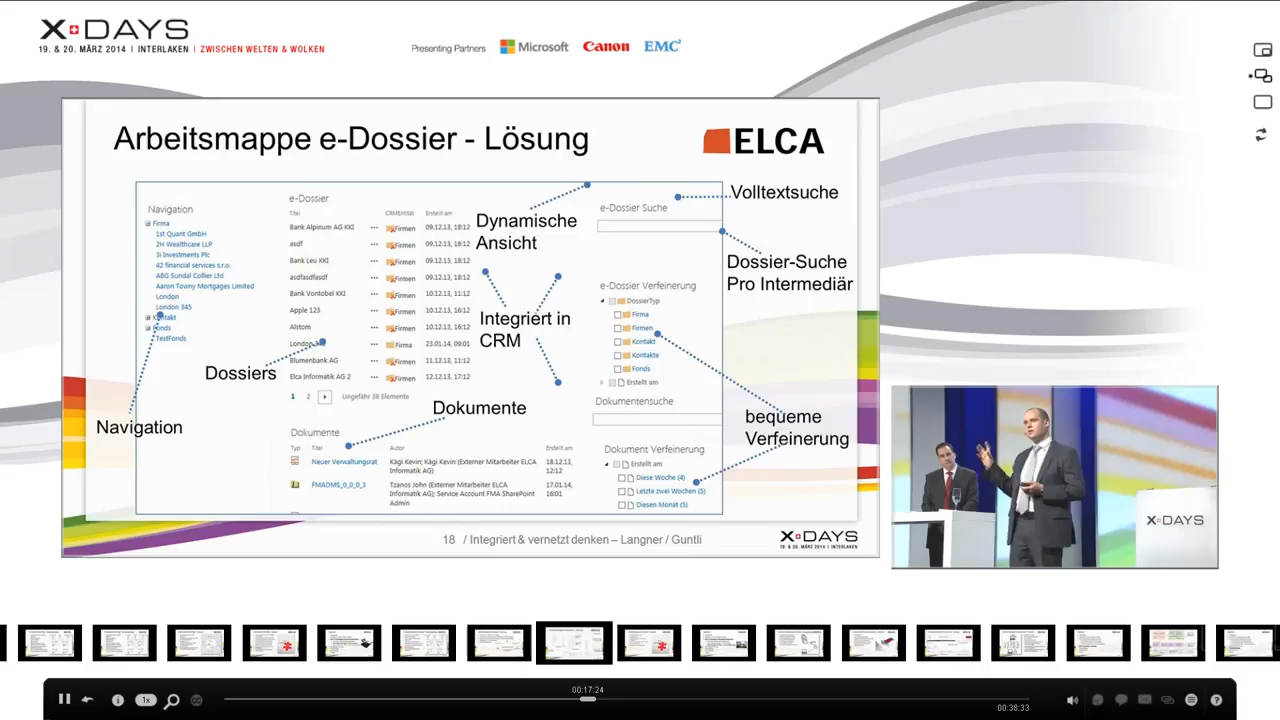 X+DAYS
19. & 20. MÄRZ 2014 | INTERLAKEN | ZWISCHEN WELTEN & WOLKEN
Presenting Partners
Microsoft
Canon
EMC²
Arbeitsmappe e-Dossier - Lösung
ELCA
Navigation
Firma
1st Quant GmbH
2H Wealthcare LLP
3i Investments Plc
42 financial services s.r.o.
ABG Sundal Collier Ltd
Aaron Towny Mortgages Limited
London
London 345
Fonds
TestFonds
e-Dossier
Titel CRMEntität Erstellt am
Bank Alpinum AG KKI ... Firmen 09.12.13, 18:12
asdf ... Firmen 09.12.13, 18:12
Bank Leu KKI ... Firmen 09.12.13, 18:12
asdfasdfasdf ... Firmen 09.12.13, 18:12
Bank Vontobel KKI ... Firmen 10.12.13, 11:12
Apple 123 ... Firmen 10.12.13, 16:12
Alstom ... Firmen 10.12.13, 16:12
... Firma 23.01.14, 09:01
Blumenbank AG ... Firmen 11.12.13, 11:12
Elca Informatik AG 2 ... Firmen 12.12.13, 17:12
1 2 Ungefähr 38 Elemente
Dokumente
Typ Titel Autor Erstellt am
Neuer Verwaltungsrat Kägi Kevin; Kägi Kevin (Externer Mitarbeiter ELCA 18.12.13,
Informatik AG) 12:12
FMADMS_0_0_0_3 Tzanos John (Externer Mitarbeiter ELCA 17.01.14,
Informatik AG); Service Account FMA SharePoint 16:01
Admin
e-Dossier Suche
e-Dossier Verfeinerung
DossierTyp
Firma
Firmen
Kontakt
Kontakte
Fonds
Erstellt am
Dokumentensuche
Dokument Verfeinerung
Erstellt am
Diese Woche (4)
Letzte zwei Wochen (5)
Diesen Monat (5)
Dynamische
Ansicht
Integriert in
CRM
Dossiers
Dokumente
Navigation
Volltextsuche
Dossier-Suche
Pro Intermediär
bequeme
Verfeinerung
18 / Integriert & vernetzt denken – Langner / Guntli
X+DAYS
19. & 20. MÄRZ 2014 | INTERLAKEN
X+DAYS
1x
00:17:24
00:38:33